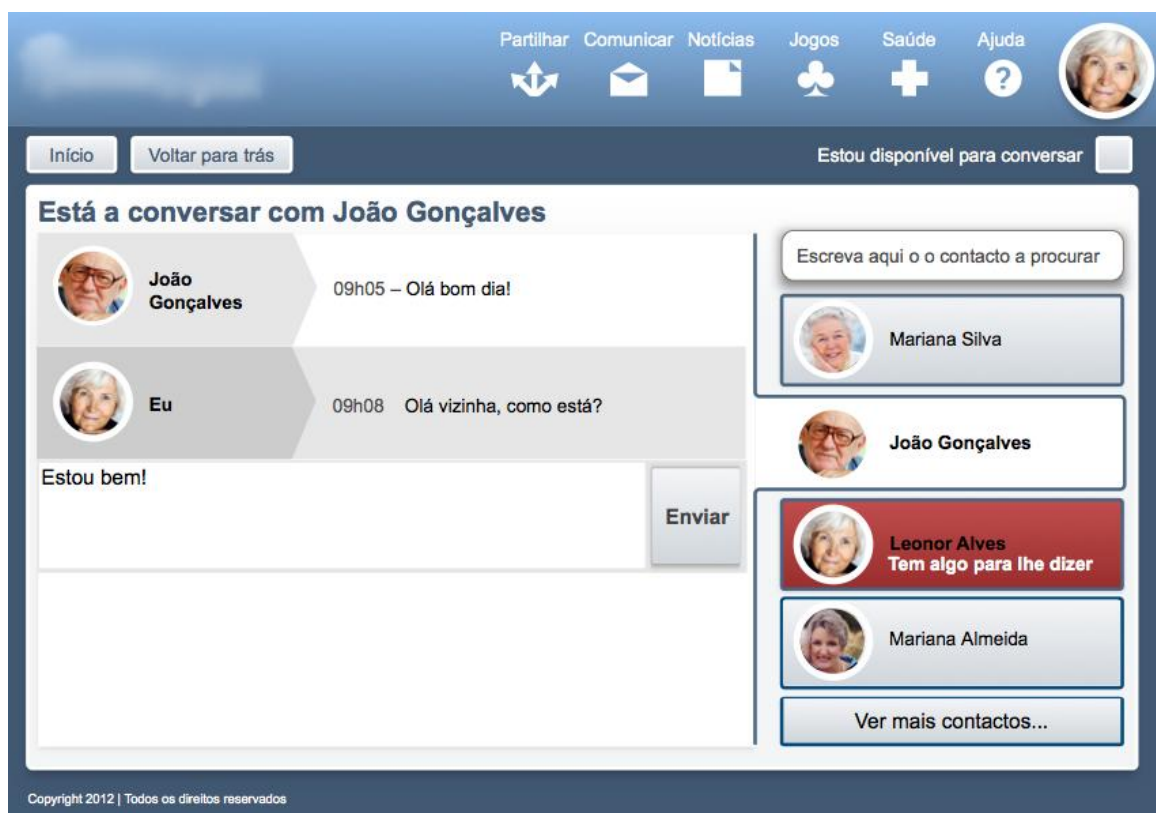 Partilhar Comunicar Notícias Jogos Saúde Ajuda
?
Início Voltar para trás Estou disponível para conversar
Está a conversar com João Gonçalves
João
Gonçalves
09h05 – Olá bom dia!
Eu
09h08 Olá vizinha, como está?
Estou bem!
Enviar
Escreva aqui o o contacto a procurar
Mariana Silva
João Gonçalves
Leonor Alves
Tem algo para lhe dizer
Mariana Almeida
Ver mais contactos...
Copyright 2012 | Todos os direitos reservados